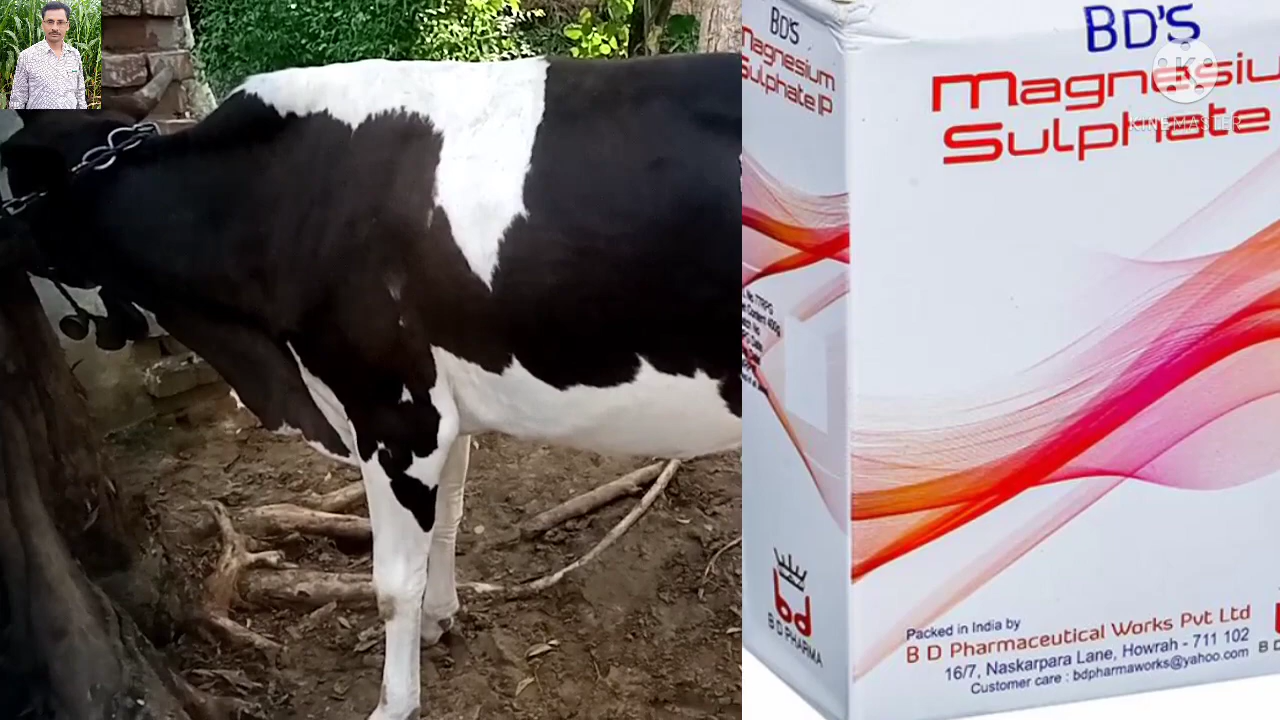 BD'S
Magnesium
Sulphate IP
BD'S
Magnesiu
Sulphate
K
KINEMASTER
bd
B D PHARMA
Packed in India by
B D Pharmaceutical Works Pvt Ltd
16/7, Naskarpara Lane, Howrah - 711 102
Customer care : bdpharmaworks@yahoo.com
B D